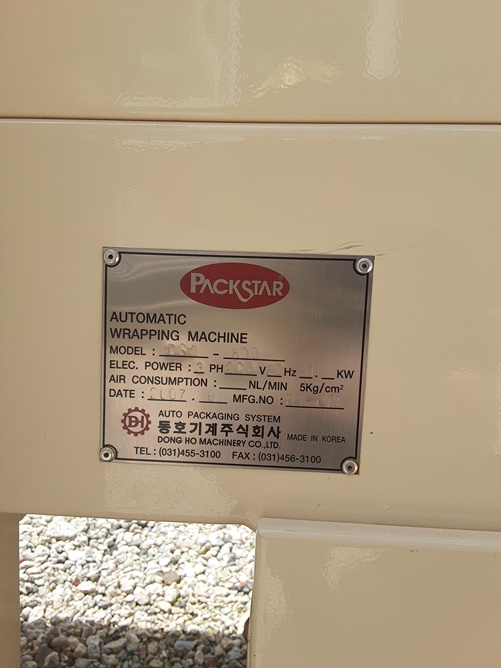 PACKSTAR®
AUTOMATIC
WRAPPING MACHINE
MODEL : -
ELEC. POWER : 3 PH V Hz . KW
AIR CONSUMPTION : NL/MIN 5Kg/cm²
DATE : . MFG.NO :
DH AUTO PACKAGING SYSTEM
동호기계주식회사 MADE IN KOREA
DONG HO MACHINERY CO.,LTD.
TEL : (031)455-3100 FAX : (031)456-3100